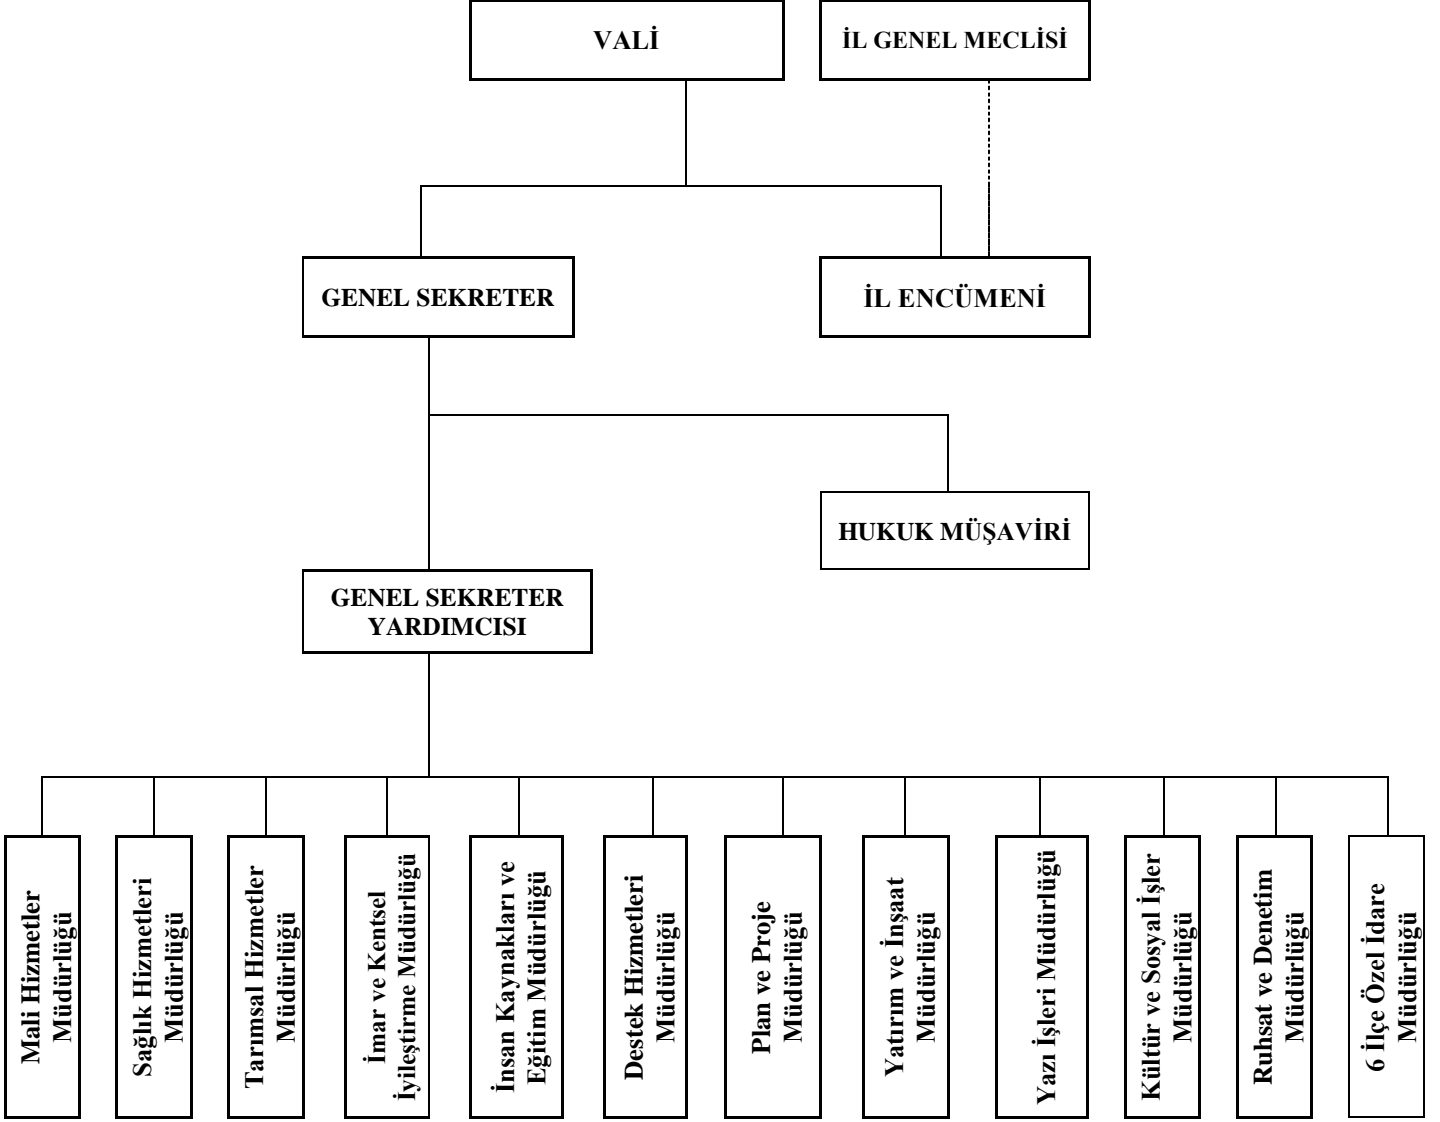 VALİ
İL GENEL MECLİSİ
GENEL SEKRETER
İL ENCÜMENİ
HUKUK MÜŞAVİRİ
GENEL SEKRETER
YARDIMCISI
Mali Hizmetler
Müdürlüğü
Sağlık Hizmetleri
Müdürlüğü
Tarımsal Hizmetler
Müdürlüğü
İmar ve Kentsel
İyileştirme Müdürlüğü
İnsan Kaynakları ve
Eğitim Müdürlüğü
Destek Hizmetleri
Müdürlüğü
Plan ve Proje
Müdürlüğü
Yatırım ve İnşaat
Müdürlüğü
Yazı İşleri Müdürlüğü
Kültür ve Sosyal İşler
Müdürlüğü
Ruhsat ve Denetim
Müdürlüğü
6 İlçe Özel İdare
Müdürlüğü